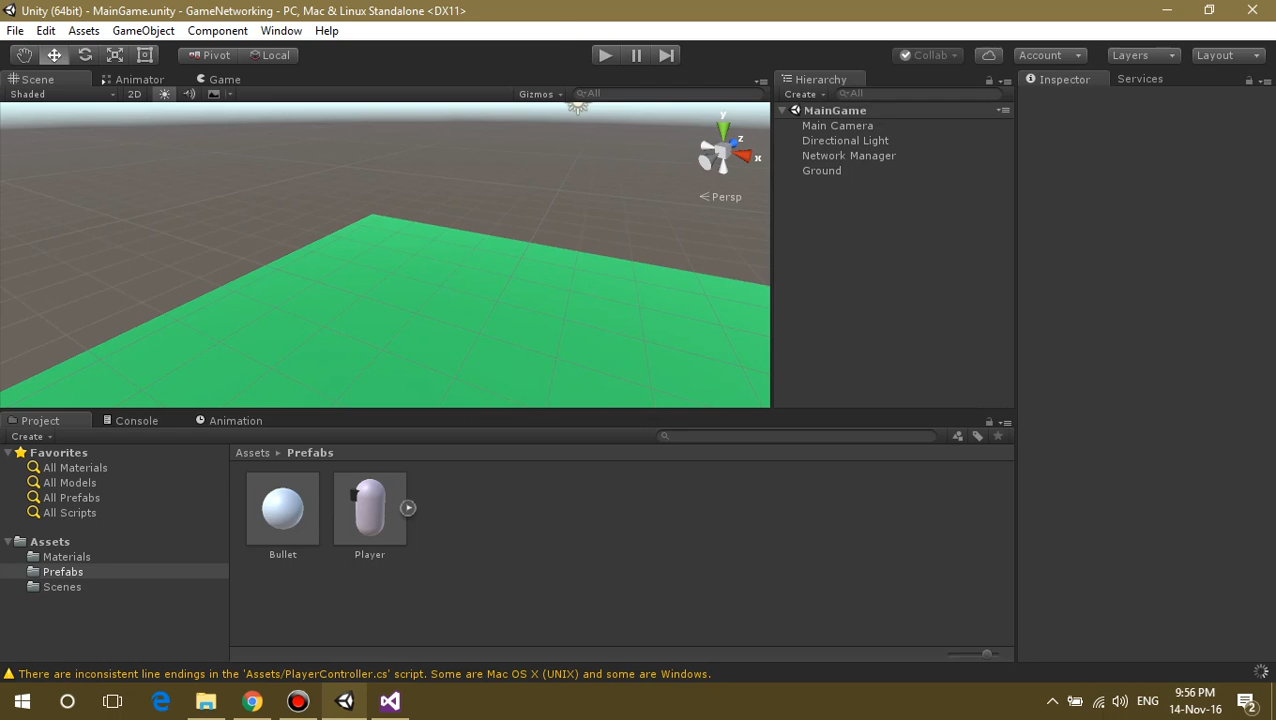 Unity (64bit) - MainGame.unity - GameNetworking - PC, Mac & Linux Standalone <DX11>
File Edit Assets GameObject Component Window Help
Pivot Local Collab Account Layers Layout
Scene Animator Game Hierarchy Inspector Services
Shaded 2D Gizmos All Create All
MainGame
Main Camera
Directional Light
Network Manager
Ground
y
z
x
Persp
Project Console Animation
Create
Favorites
All Materials
All Models
All Prefabs
All Scripts
Assets
Materials
Prefabs
Scenes
Assets Prefabs
Bullet Player
There are inconsistent line endings in the 'Assets/PlayerController.cs' script. Some are Mac OS X (UNIX) and some are Windows.
ENG
9:56 PM
14-Nov-16
2